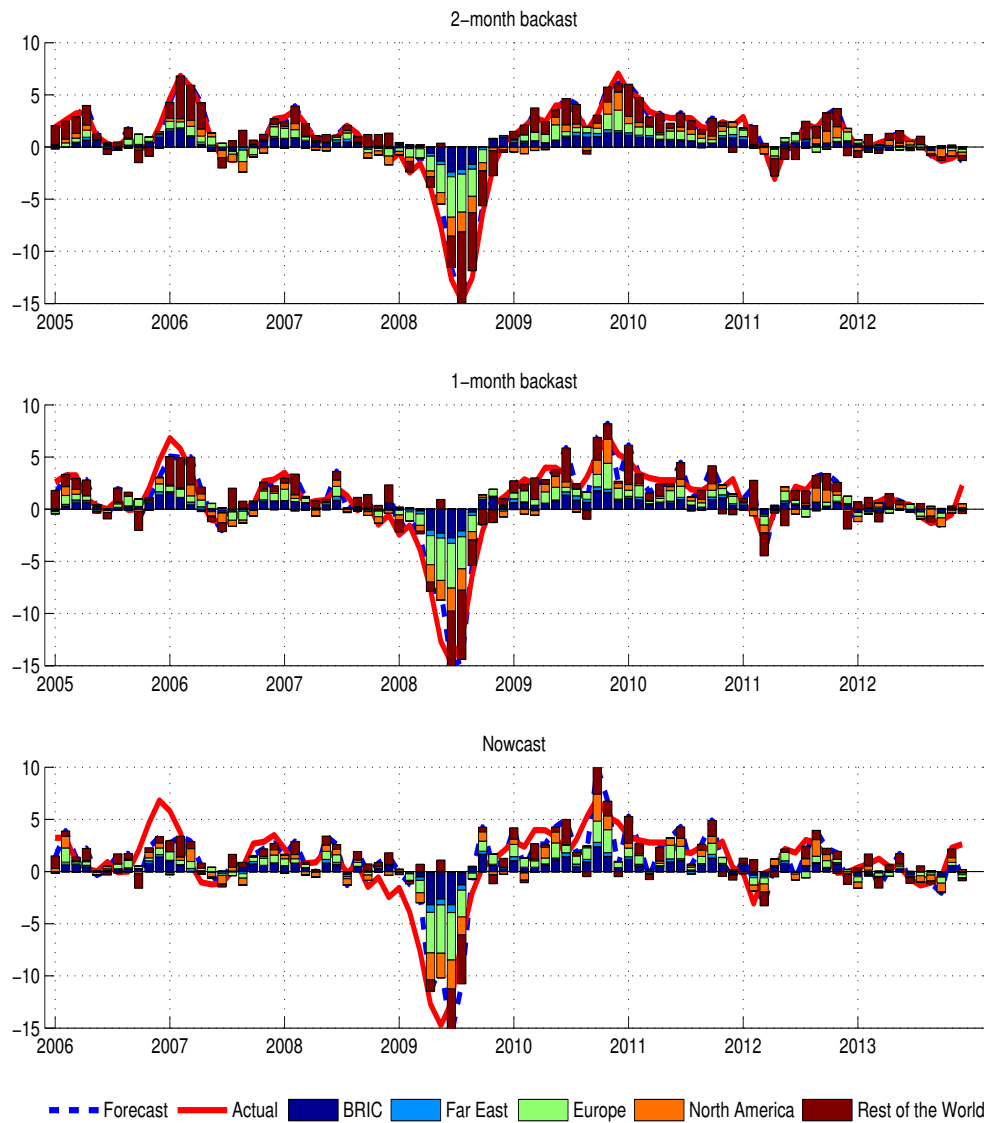 2−month backast
10
5
0
−5
−10
−15
2005 2006 2007 2008 2009 2010 2011 2012
1−month backast
10
5
0
−5
−10
−15
2005 2006 2007 2008 2009 2010 2011 2012
Nowcast
10
5
0
−5
−10
−15
2006 2007 2008 2009 2010 2011 2012 2013
Forecast Actual BRIC Far East Europe North America Rest of the World